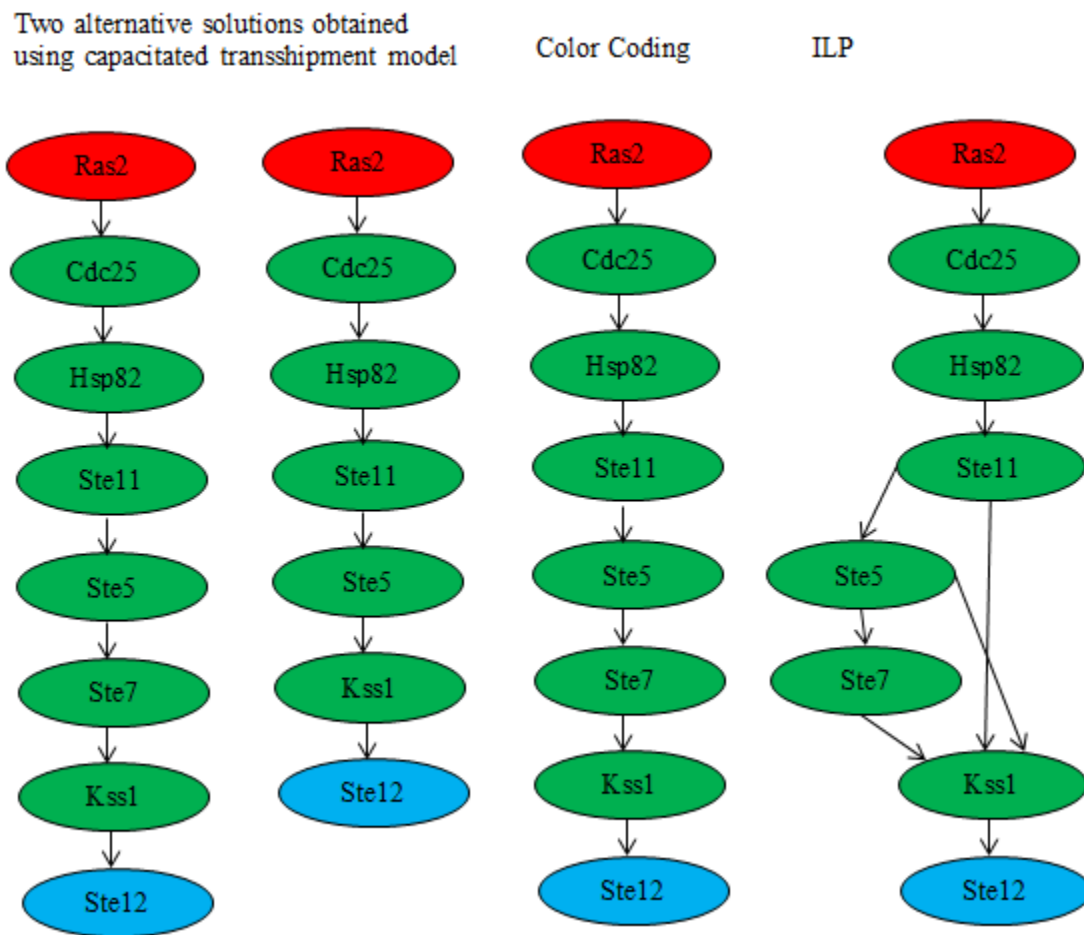 Two alternative solutions obtained
using capacitated transshipment model
Color Coding
ILP
Ras2
Cdc25
Hsp82
Ste11
Ste5
Ste7
Kss1
Ste12
Ras2
Cdc25
Hsp82
Ste11
Ste5
Kss1
Ste12
Ras2
Cdc25
Hsp82
Ste11
Ste5
Ste7
Kss1
Ste12
Ras2
Cdc25
Hsp82
Ste11
Ste5
Ste7
Kss1
Ste12